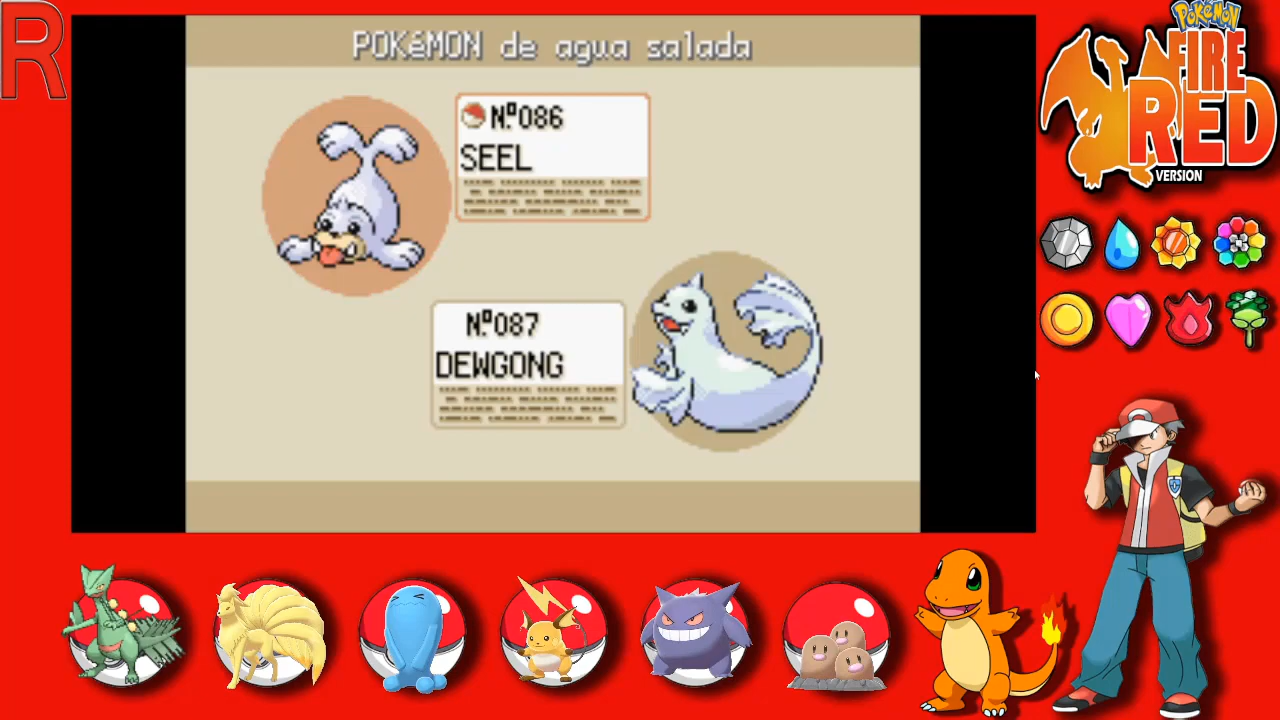 R
POKéMON de agua salada
Nº086
SEEL
Nº087
DEWGONG
POKéMON
FIRE
RED
VERSION